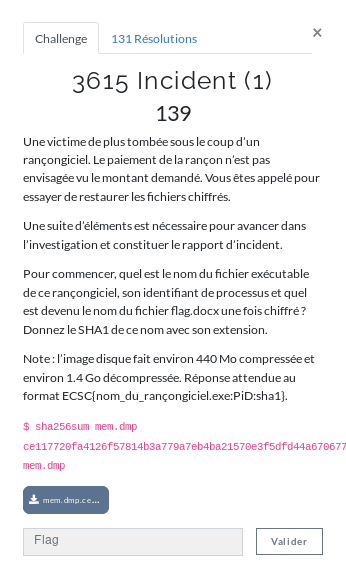 Challenge
131 Résolutions
×
3615 Incident (1)
139
Une victime de plus tombée sous le coup d’un
rançongiciel. Le paiement de la rançon n’est pas
envisagée vu le montant demandé. Vous êtes appelé pour
essayer de restaurer les fichiers chiffrés.
Une suite d’éléments est nécessaire pour avancer dans
l’investigation et constituer le rapport d’incident.
Pour commencer, quel est le nom du fichier exécutable
de ce rançongiciel, son identifiant de processus et quel
est devenu le nom du fichier flag.docx une fois chiffré ?
Donnez le SHA1 de ce nom avec son extension.
Note : l’image disque fait environ 440 Mo compressée et
environ 1.4 Go décompressée. Réponse attendue au
format ECSC{nom_du_rançongiciel.exe:PiD:sha1}.
$ sha256sum mem.dmp
ce117720fa4126f57814b3a779a7eb4ba21570e3f5dfd44a670677
mem.dmp
mem.dmp.ce...
Flag
Valider